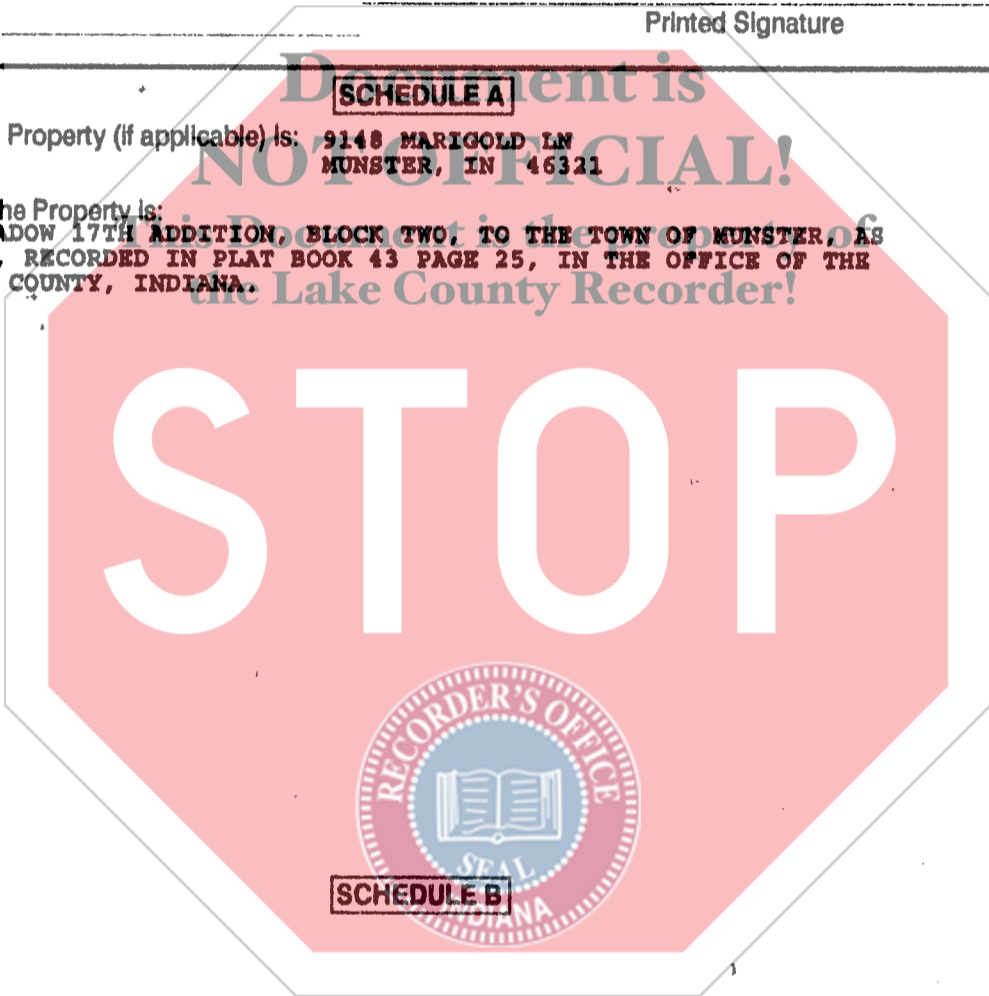 Printed Signature
Document is
SCHEDULE A
Property (if applicable) is: 9148 MARIGOLD LN
NOT OFFICIAL!
MUNSTER, IN 46321
he Property is:
This Document is the property of
ADOW 17TH ADDITION, BLOCK TWO, TO THE TOWN OF MUNSTER, AS
, RECORDED IN PLAT BOOK 43 PAGE 25, IN THE OFFICE OF THE
COUNTY, INDIANA.
the Lake County Recorder!
STOP
RECORDER'S OFFICE
SEAL
SCHEDULE B
INDIANA